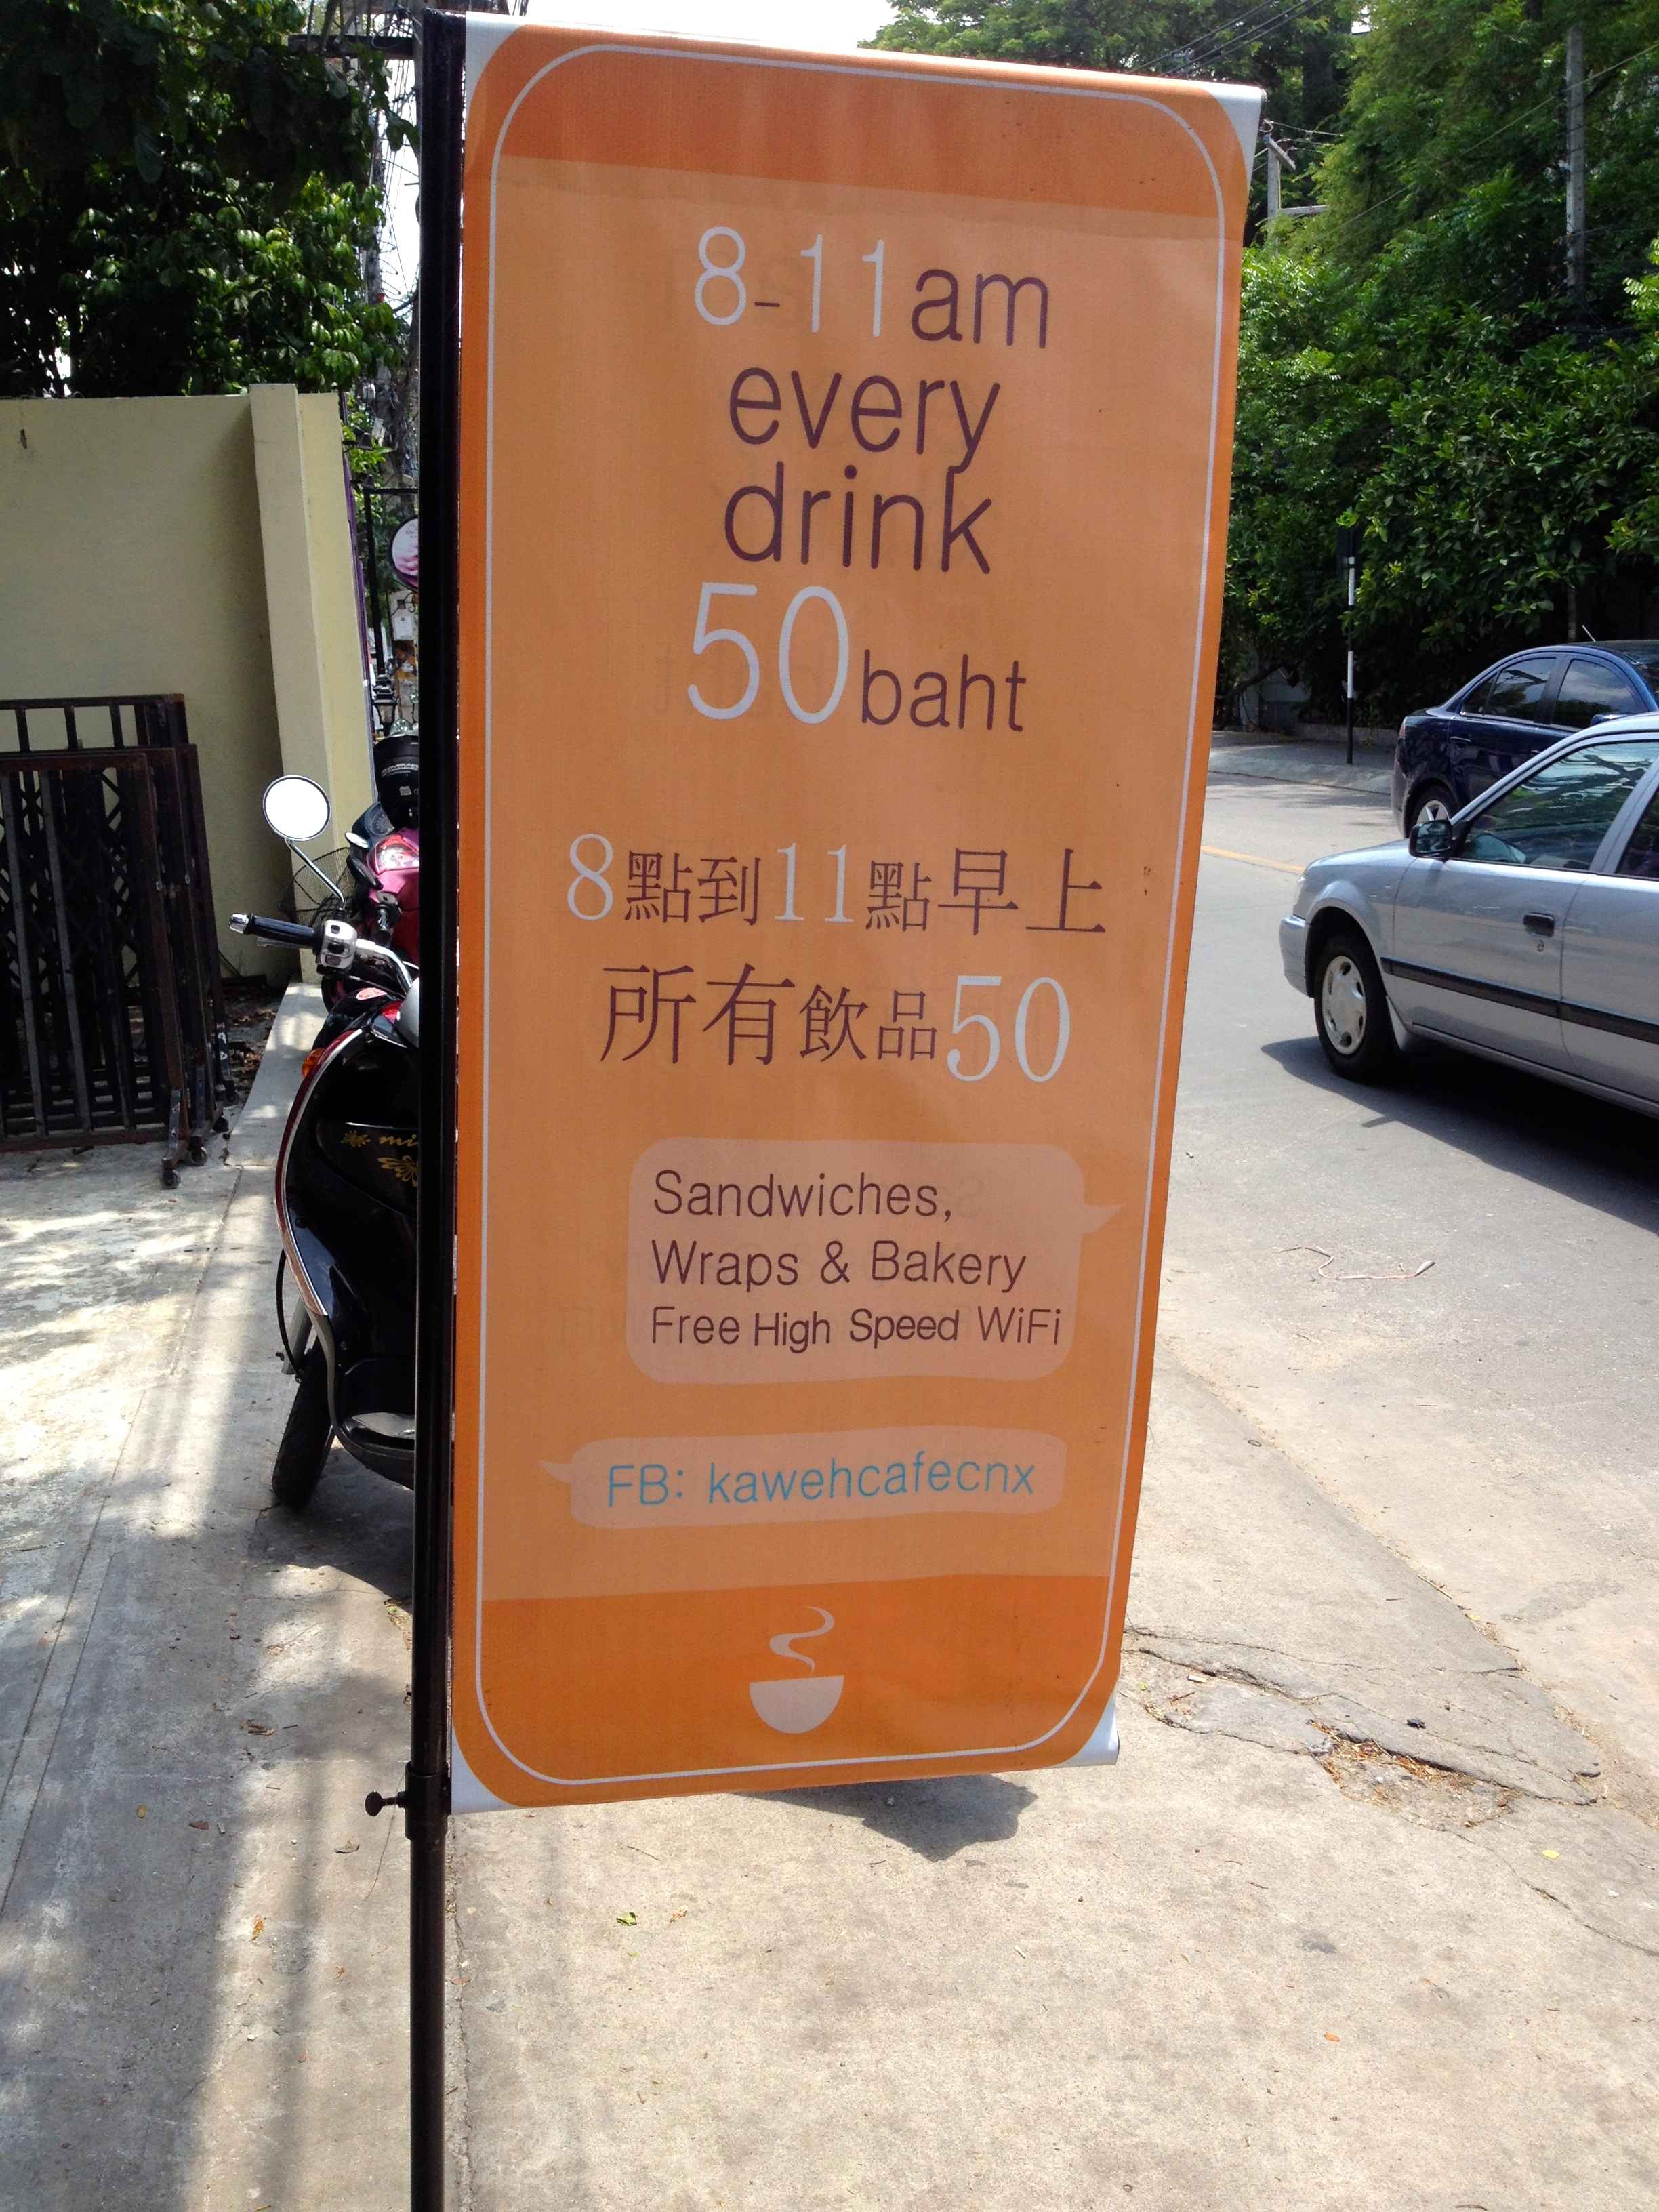 8-11am
every
drink
50baht
8點到11點早上
所有飲品50
Sandwiches,
Wraps & Bakery
Free High Speed WiFi
FB: kawehcafecnx
mi